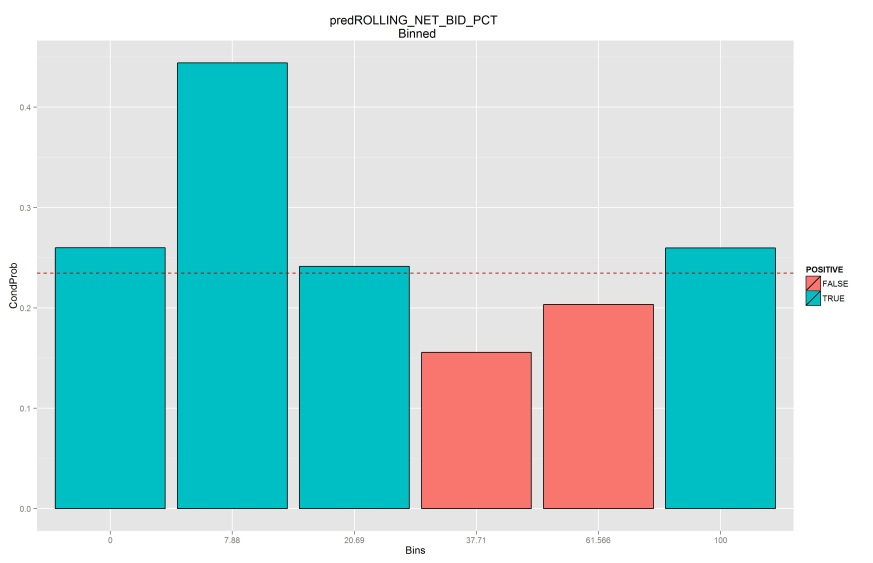 predROLLING_NET_BID_PCT
Binned
0.4
0.3
0.2
0.1
0.0
CondProb
0 7.88 20.69 37.71 61.566 100
Bins
POSITIVE
FALSE
TRUE